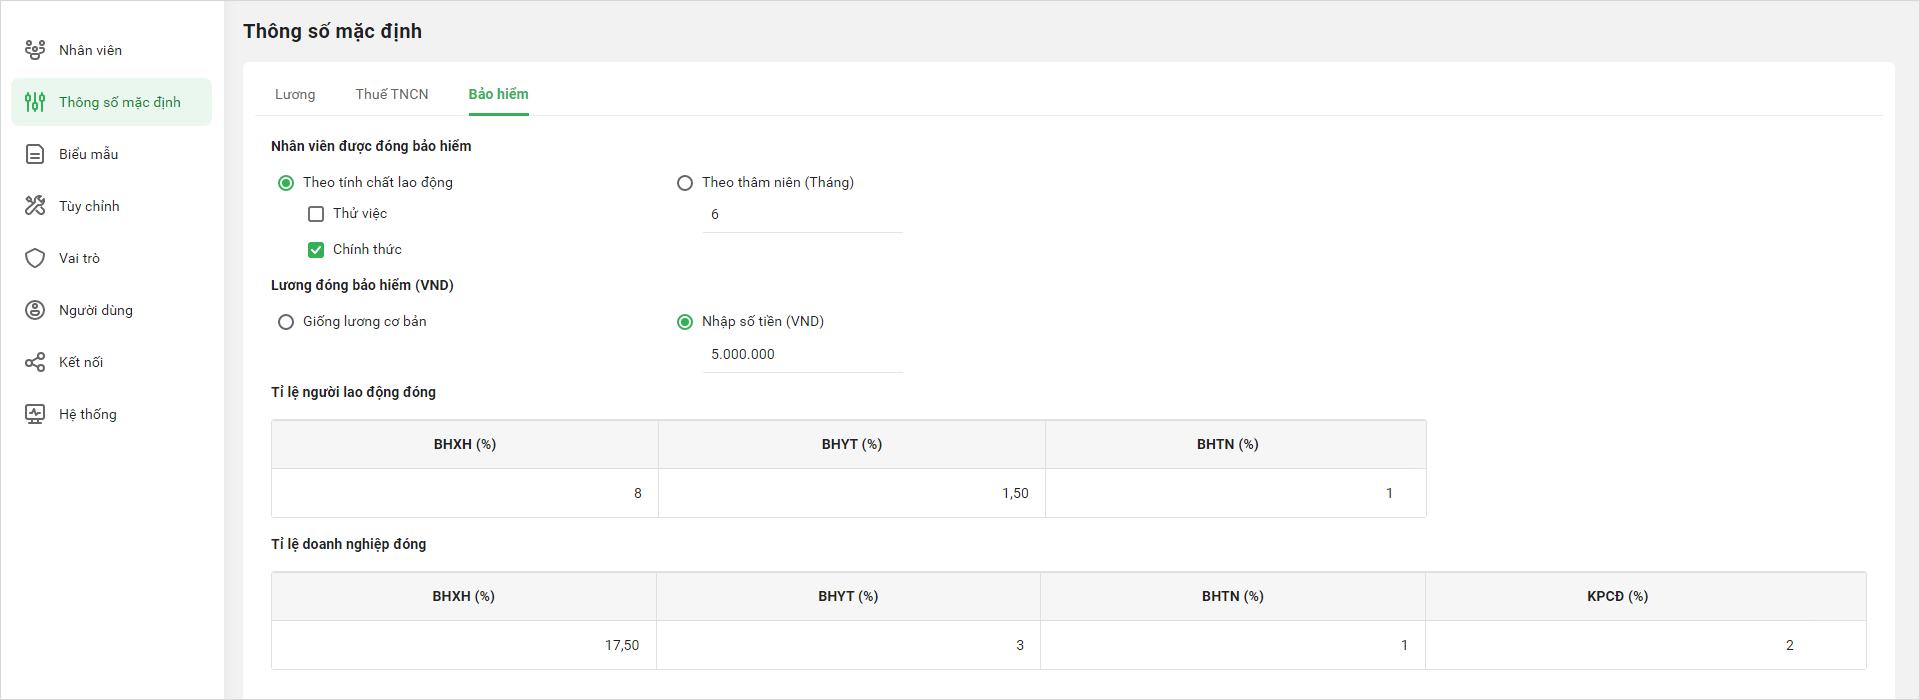 Nhân viên
Thông số mặc định
Biểu mẫu
Tùy chỉnh
Vai trò
Người dùng
Kết nối
Hệ thống
Thông số mặc định
Lương Thuế TNCN Bảo hiểm
Nhân viên được đóng bảo hiểm
Theo tính chất lao động Theo thâm niên (Tháng)
Thử việc 6
Chính thức
Lương đóng bảo hiểm (VND)
Giống lương cơ bản Nhập số tiền (VND)
5.000.000
Tỉ lệ người lao động đóng
BHXH (%) BHYT (%) BHTN (%)
8 1,50 1
Tỉ lệ doanh nghiệp đóng
BHXH (%) BHYT (%) BHTN (%) KPCĐ (%)
17,50 3 1 2